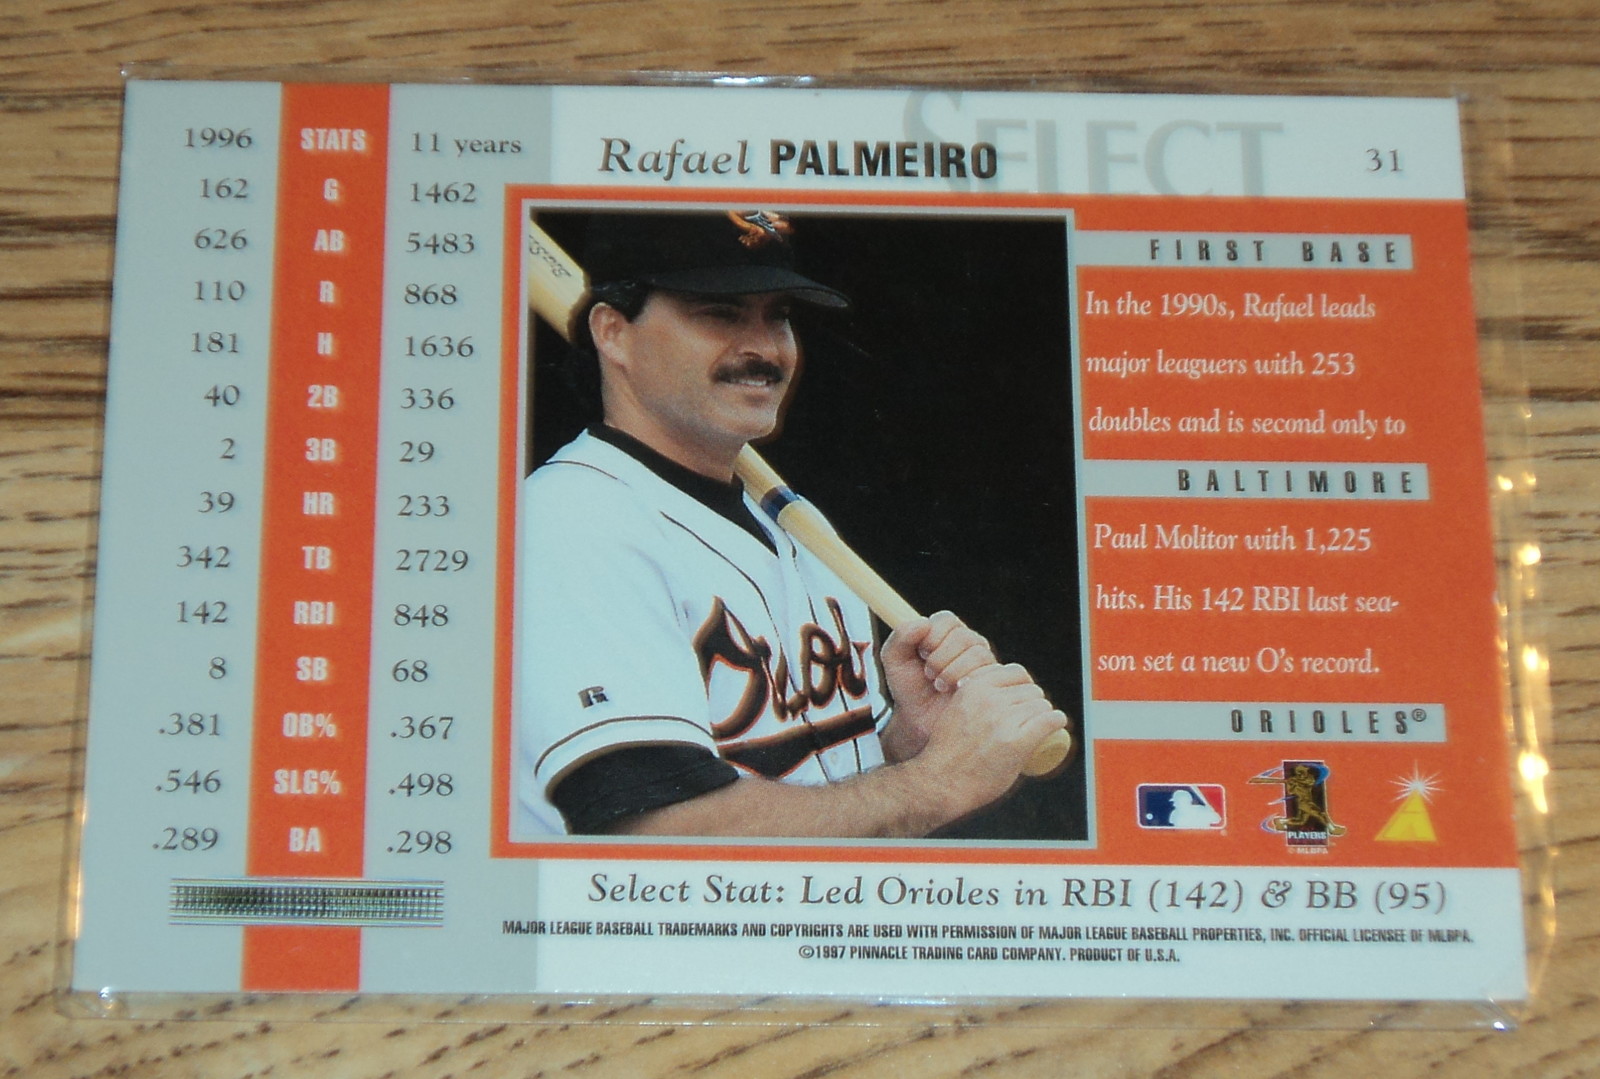 SELECT
Rafael PALMEIRO
31
1996 STATS 11 years
162 G 1462
626 AB 5483
110 R 868
181 H 1636
40 2B 336
2 3B 29
39 HR 233
342 TB 2729
142 RBI 848
8 SB 68
.381 OB% .367
.546 SLG% .498
.289 BA .298
FIRST BASE
In the 1990s, Rafael leads
major leaguers with 253
doubles and is second only to
BALTIMORE
Paul Molitor with 1,225
hits. His 142 RBI last sea-
son set a new O's record.
ORIOLES®
R
PLAYERS
©MLBPA
Select Stat: Led Orioles in RBI (142) & BB (95)
MAJOR LEAGUE BASEBALL TRADEMARKS AND COPYRIGHTS ARE USED WITH PERMISSION OF MAJOR LEAGUE BASEBALL PROPERTIES, INC. OFFICIAL LICENSEE OF MLBPA.
©1997 PINNACLE TRADING CARD COMPANY. PRODUCT OF U.S.A.